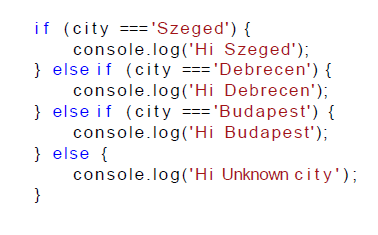 if (city === 'Szeged') {
console.log('Hi Szeged');
} else if (city === 'Debrecen') {
console.log('Hi Debrecen');
} else if (city === 'Budapest') {
console.log('Hi Budapest');
} else {
console.log('Hi Unknown city');
}